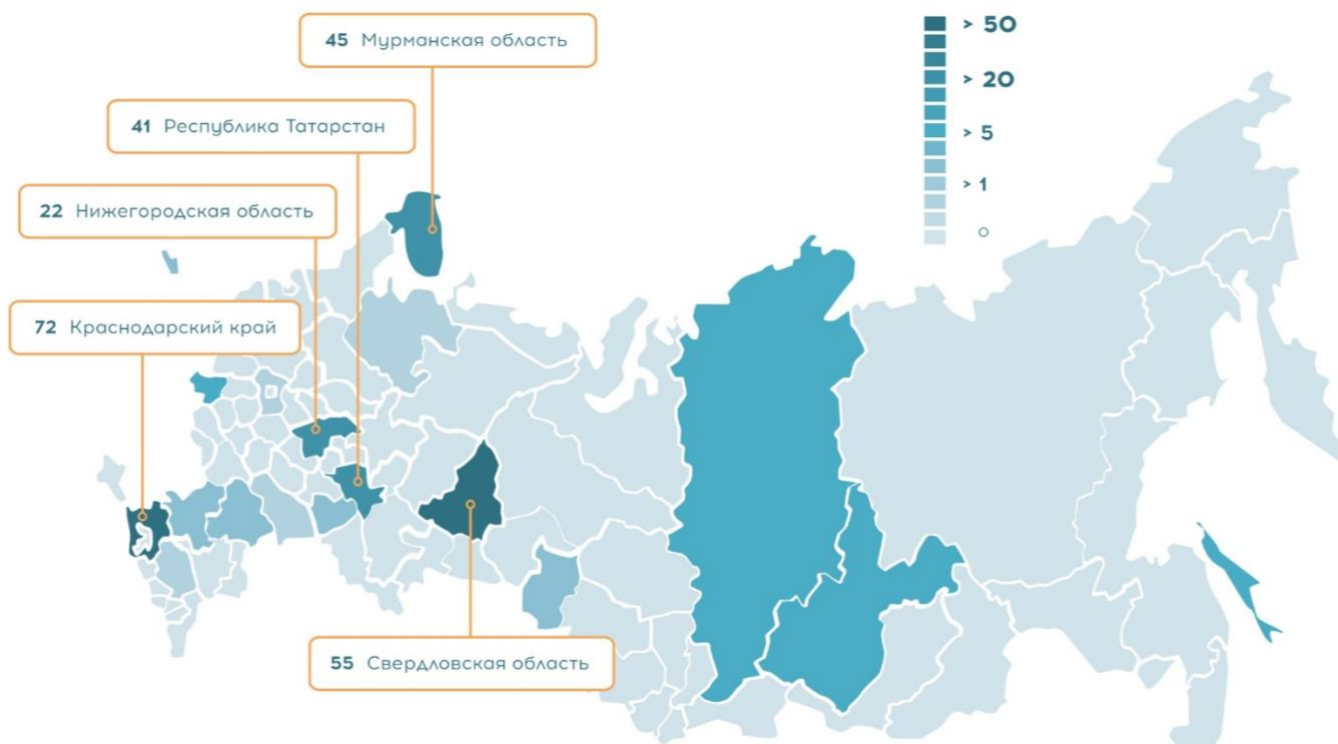 45 Мурманская область
41 Республика Татарстан
22 Нижегородская область
72 Краснодарский край
55 Свердловская область
> 50
> 20
> 5
> 1
0